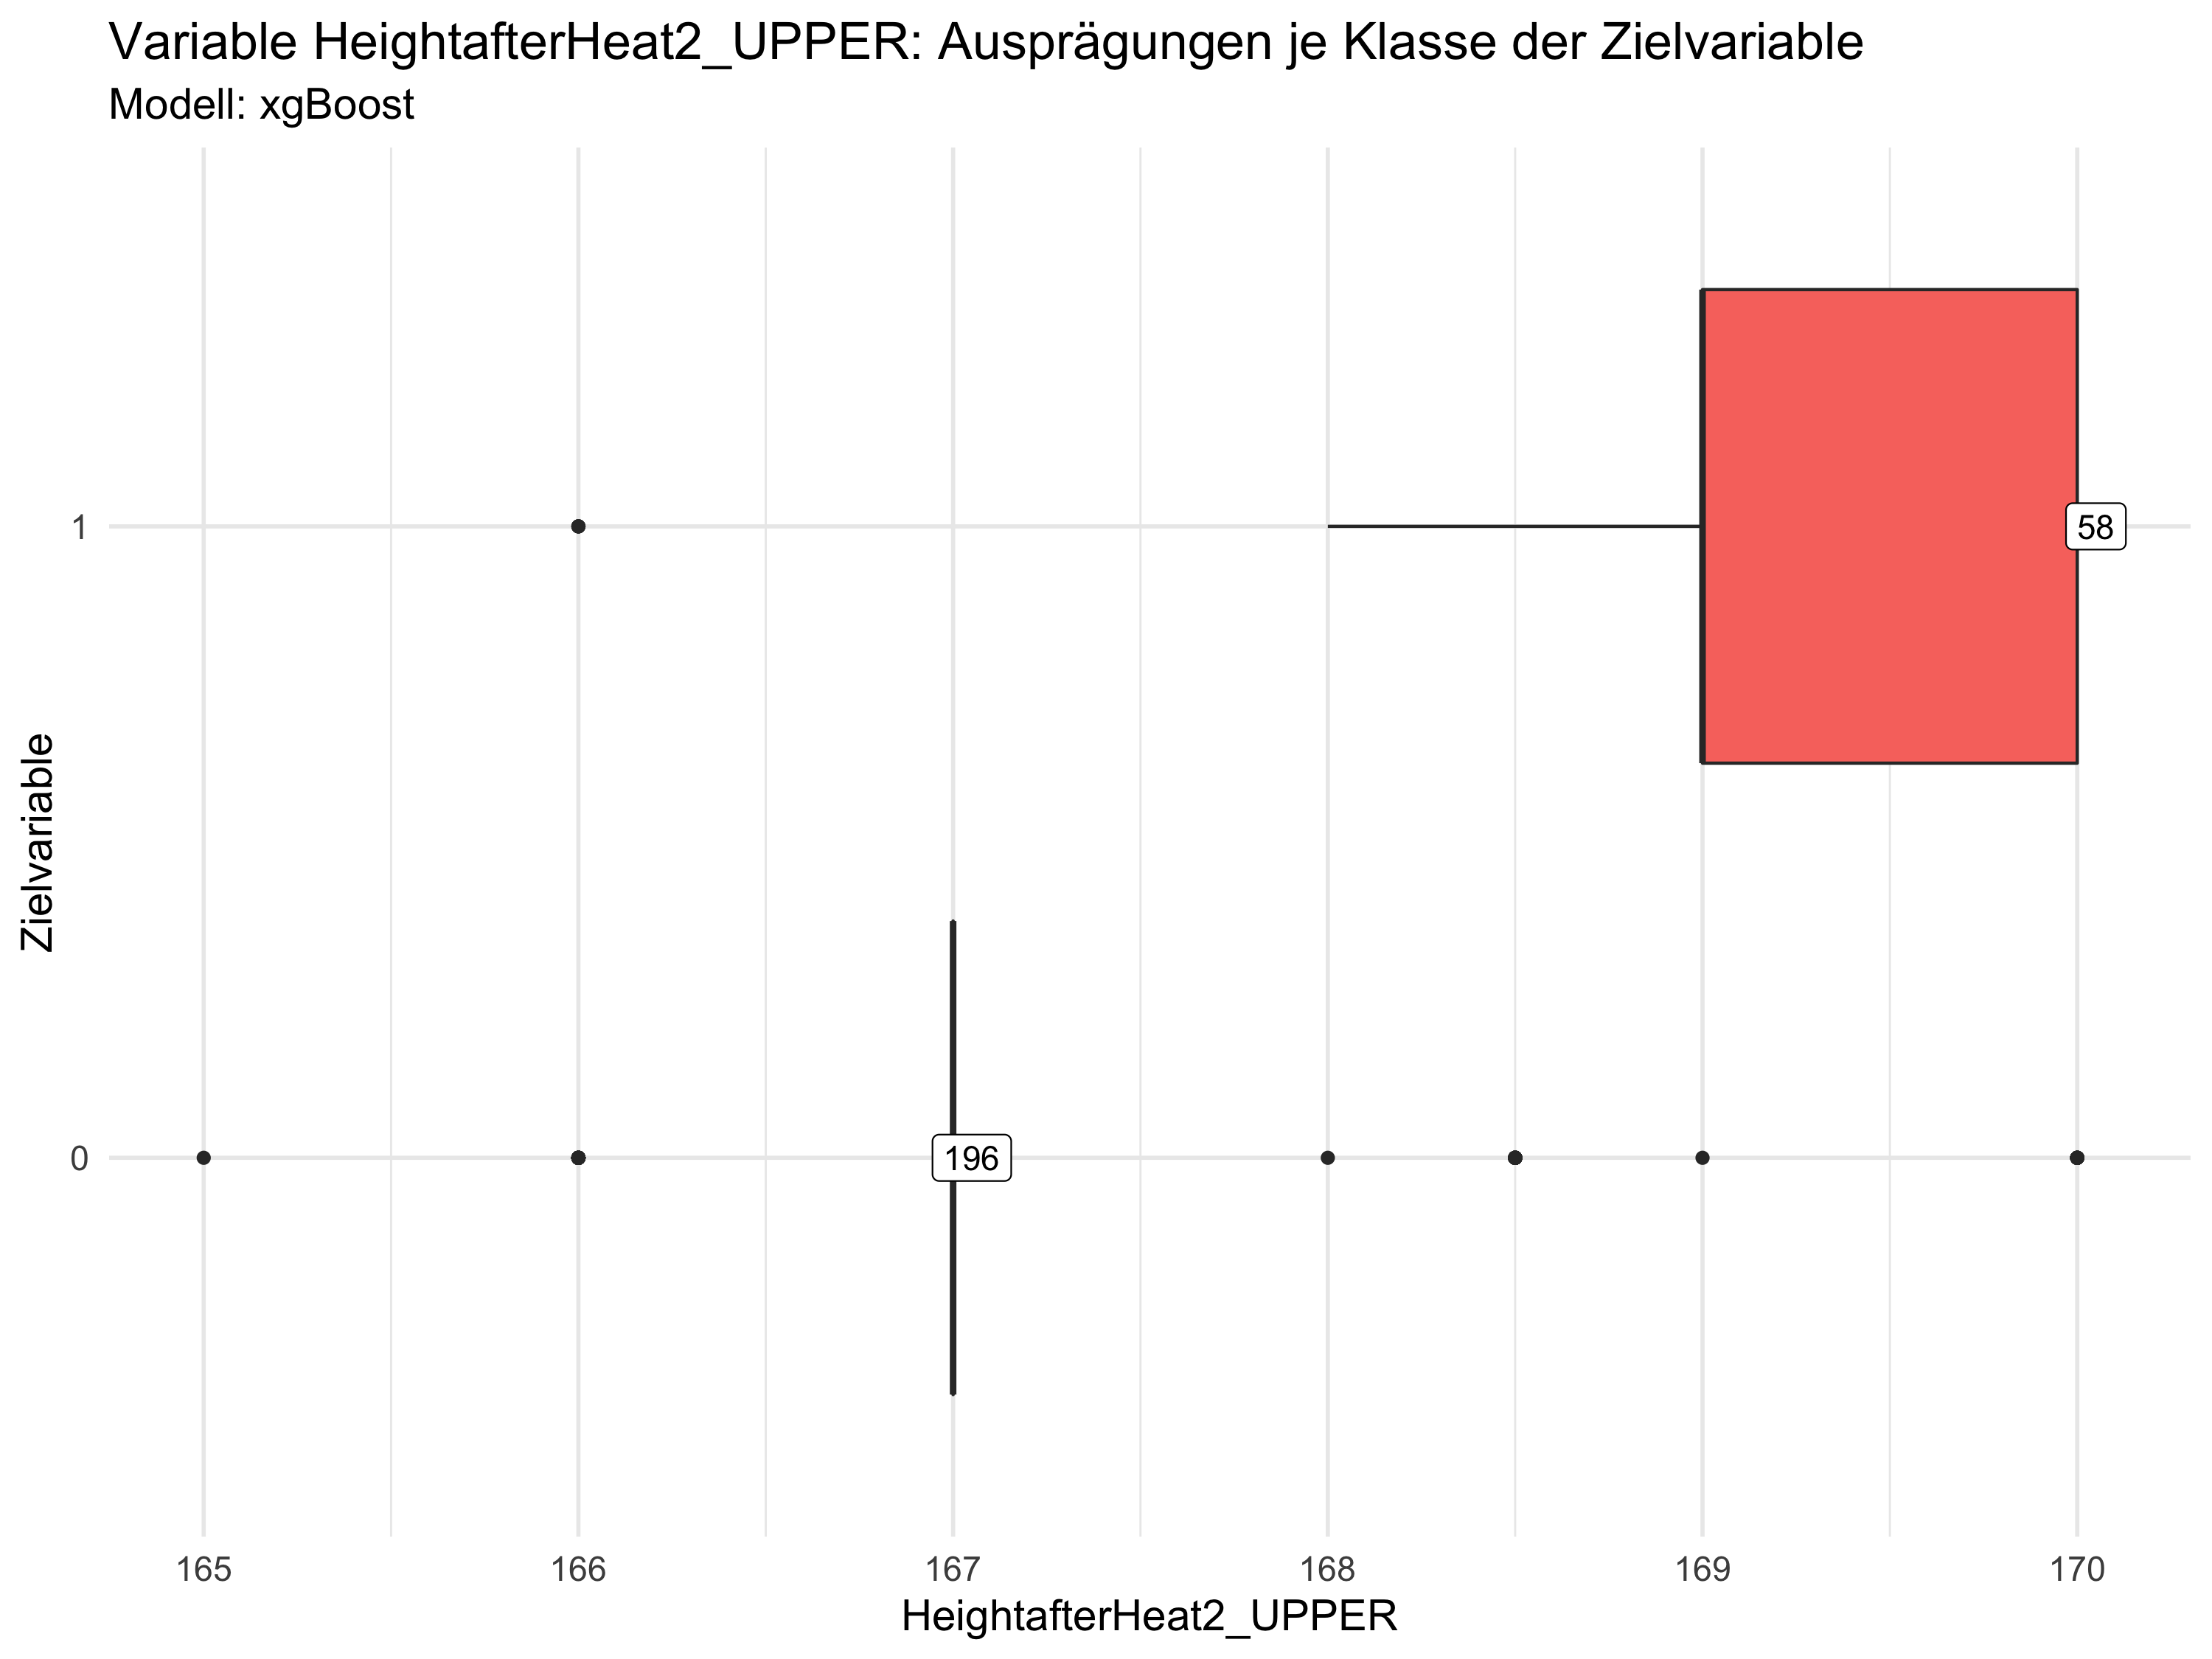 Variable HeightafterHeat2_UPPER: Ausprägungen je Klasse der Zielvariable
Modell: xgBoost
Zielvariable
1
58
0
196
165 166 167 168 169 170
HeightafterHeat2_UPPER